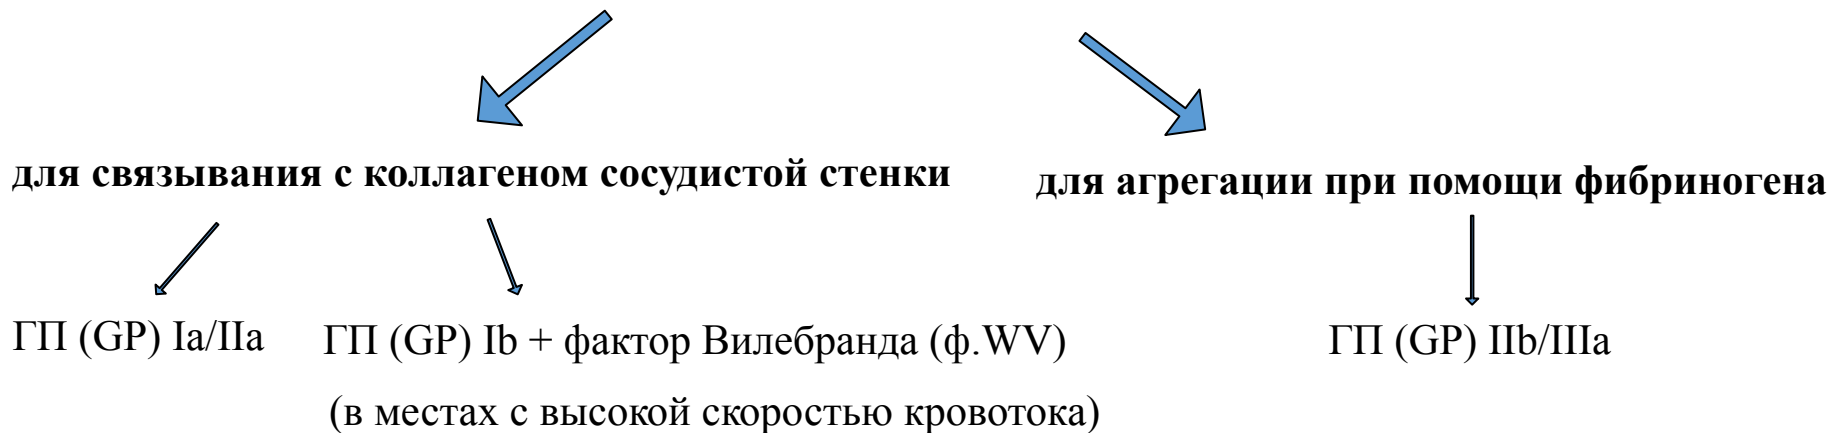 для связывания с коллагеном сосудистой стенки
для агрегации при помощи фибриногена
ГП (GP) Ia/IIa
ГП (GP) Ib + фактор Вилебранда (ф.WV)
(в местах с высокой скоростью кровотока)
ГП (GP) IIb/IIIa